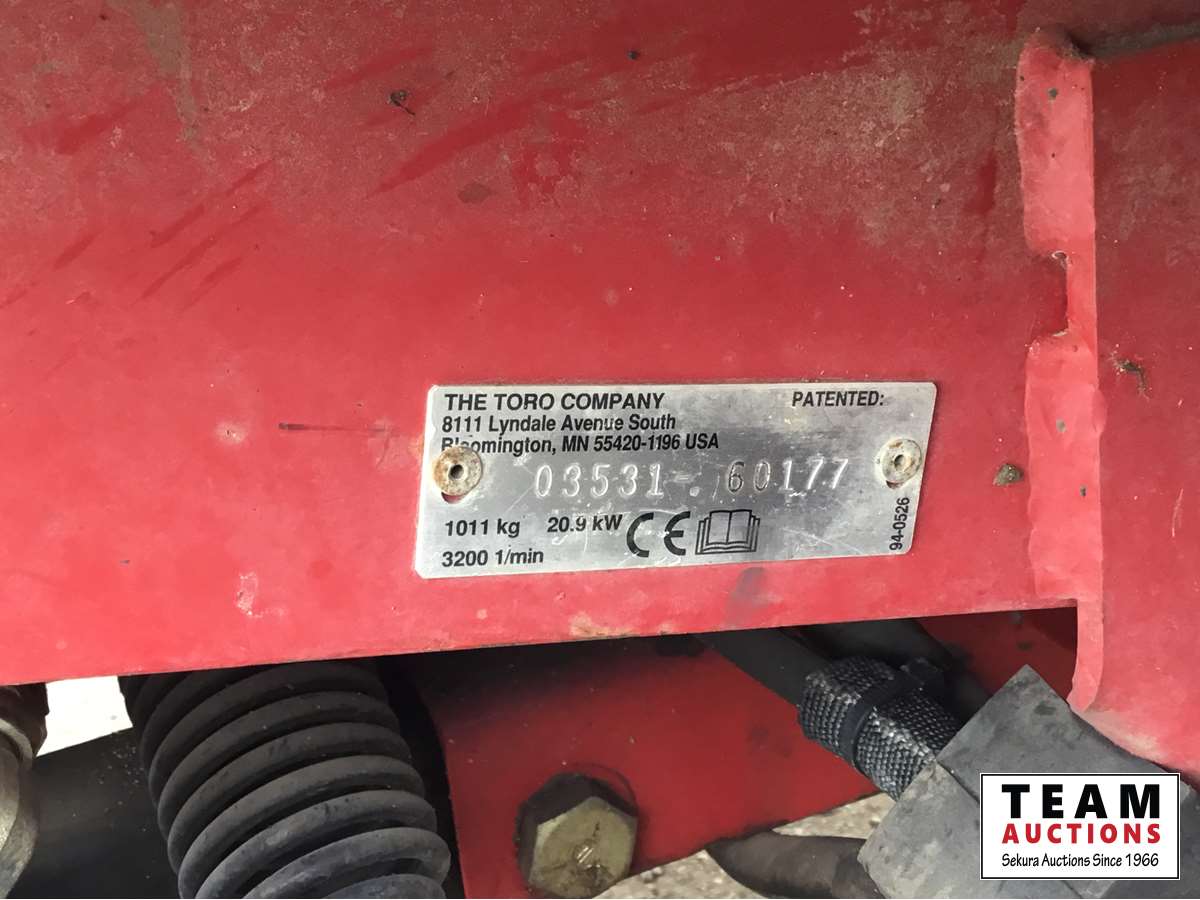 THE TORO COMPANY PATENTED:
8111 Lyndale Avenue South
Bloomington, MN 55420-1196 USA
03531-. 60177
1011 kg 20.9 kW CE
3200 1/min
94-0526
TEAM
AUCTIONS
Sekura Auctions Since 1966